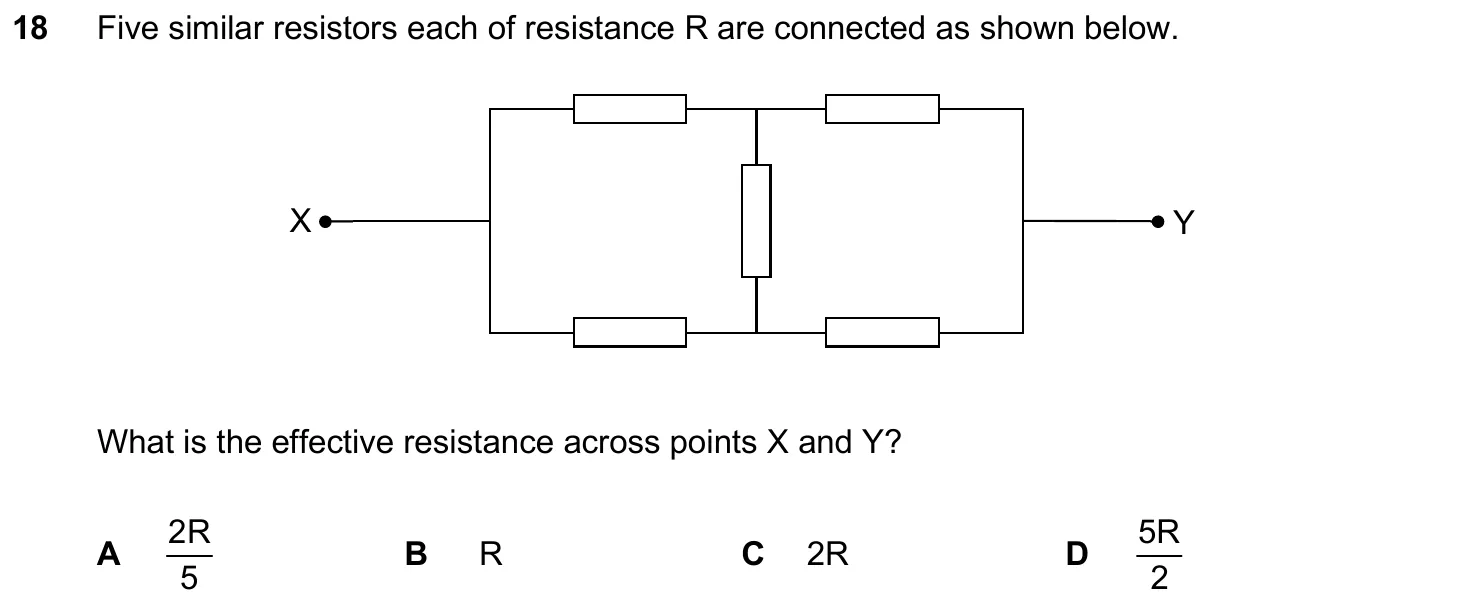 18 Five similar resistors each of resistance R are connected as shown below.
X Y
What is the effective resistance across points X and Y?
A 2R/5 B R C 2R D 5R/2